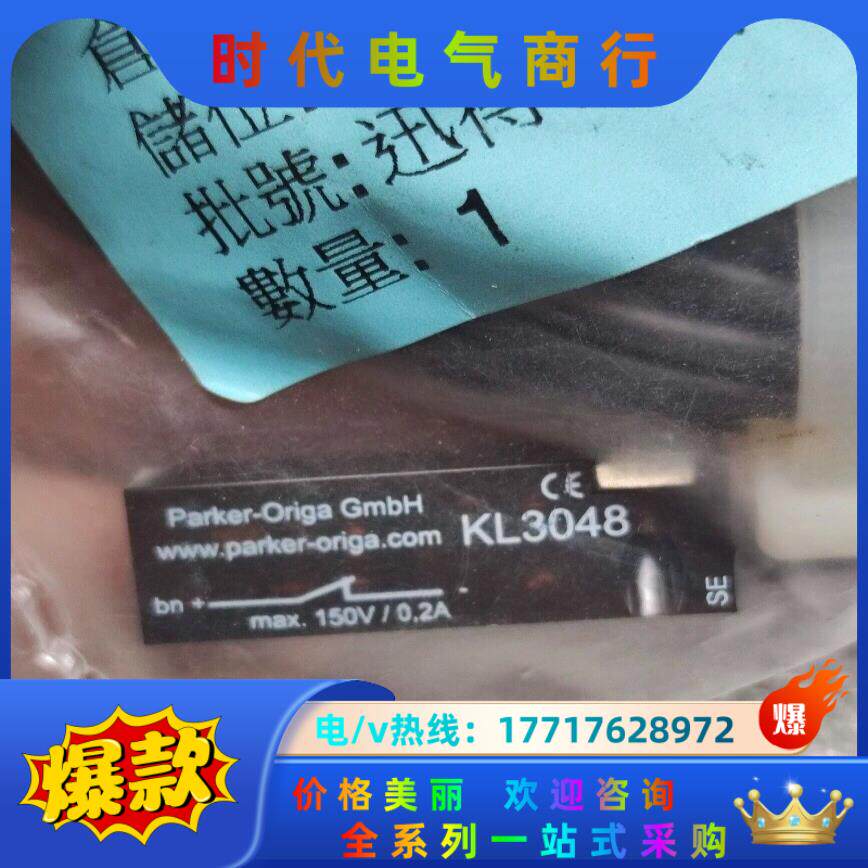 时代电气商行
儲位:
批號:迅得
數量:1
Parker-Origa GmbH
www.parker-origa.com
CE
KL3048
bn + -
max. 150V / 0.2A
SE
爆款
电/v热线：17717628972
爆
价格美丽 欢迎咨询
全系列一站式采购